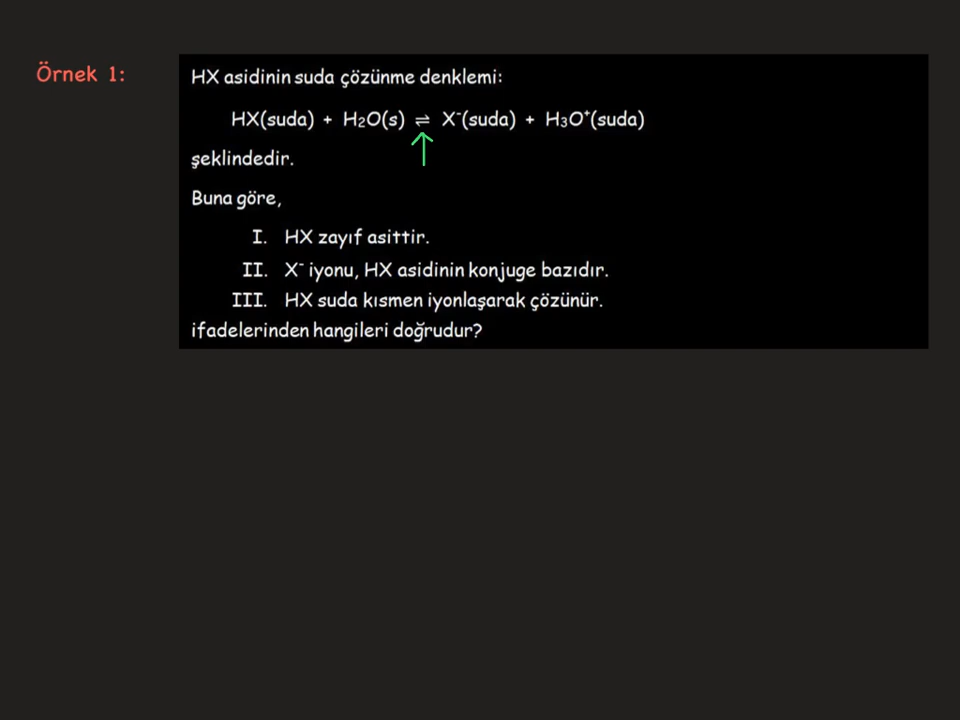 Örnek 1:
HX asidinin suda çözünme denklemi:
HX(suda) + H₂O(s) ⇌ X⁻(suda) + H₃O⁺(suda)
şeklindedir.
Buna göre,
I. HX zayıf asittir.
II. X⁻ iyonu, HX asidinin konjuge bazıdır.
III. HX suda kısmen iyonlaşarak çözünür.
ifadelerinden hangileri doğrudur?